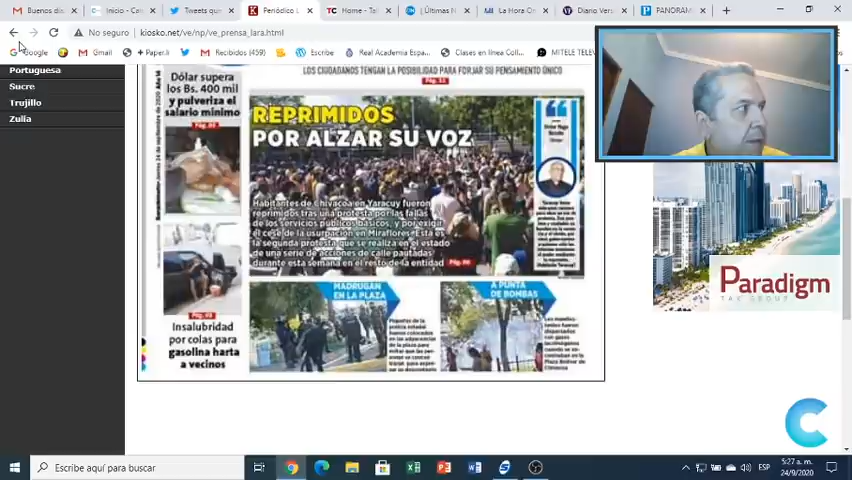 Buenos día
Inicio - Can
Tweets que
Periódico L
Home - Tal
[Últimas N
La Hora On
Diario Vers
PANORAM
No seguro
kiosko.net/ve/np/ve_prensa_lara.html
Google
Gmail
Paper.li
Recibidos (459)
Escribe
Real Academia Espa...
Clases en línea Col...
MITELE TELEV
Portuguesa
Sucre
Trujillo
Zulia
LOS CIUDADANOS TENGAN LA POSIBILIDAD PARA FORJAR SU PENSAMIENTO ÚNICO
Dólar supera
los Bs. 400 mil
y pulveriza el
salario mínimo
REPRIMIDOS
POR ALZAR SU VOZ
Habitantes de Chivacoa en Yaracuy fueron
reprimidos tras una protesta por las fallas
de los servicios públicos básicos, y por exigir
el cese de la usurpación en Miraflores. Esta es
la segunda protesta que se realiza en el estado
de una serie de acciones de calle pautadas
durante esta semana en el resto de la entidad
Insalubridad
por colas para
gasolina harta
a vecinos
MADRUGAN
EN LA PLAZA
A PUNTA
DE BOMBAS
Paradigm
TAX GROUP
C
Escribe aquí para buscar
ESP
5:27 a. m.
24/9/2020